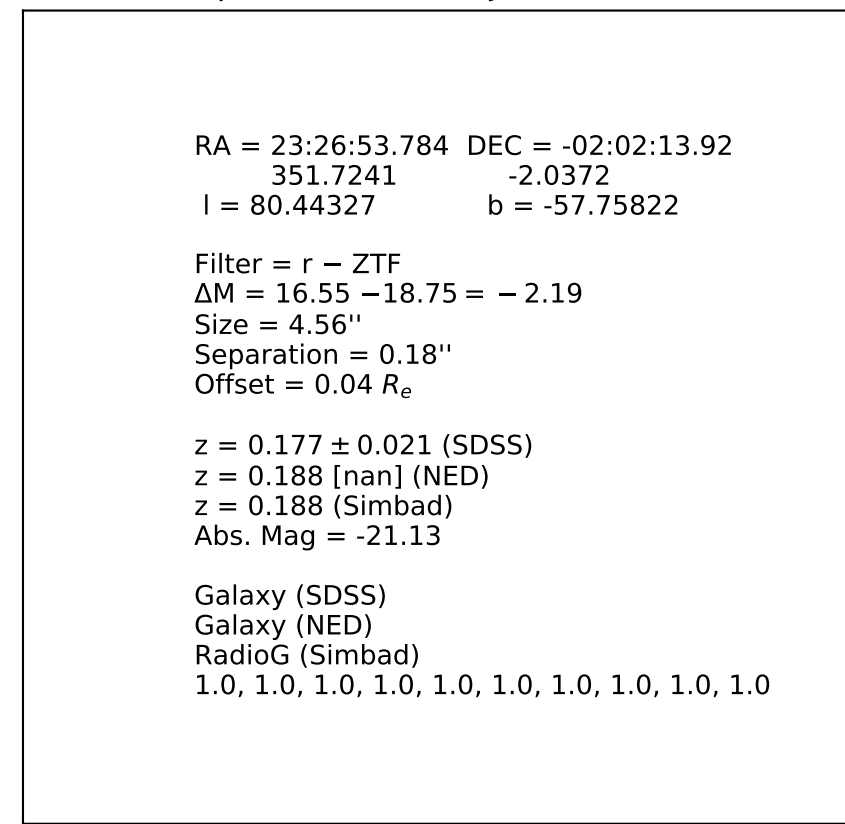 RA = 23:26:53.784 DEC = -02:02:13.92
351.7241 -2.0372
l = 80.44327 b = -57.75822
Filter = r − ZTF
ΔM = 16.55 −18.75 = − 2.19
Size = 4.56''
Separation = 0.18''
Offset = 0.04 Re
z = 0.177 ± 0.021 (SDSS)
z = 0.188 [nan] (NED)
z = 0.188 (Simbad)
Abs. Mag = -21.13
Galaxy (SDSS)
Galaxy (NED)
RadioG (Simbad)
1.0, 1.0, 1.0, 1.0, 1.0, 1.0, 1.0, 1.0, 1.0, 1.0